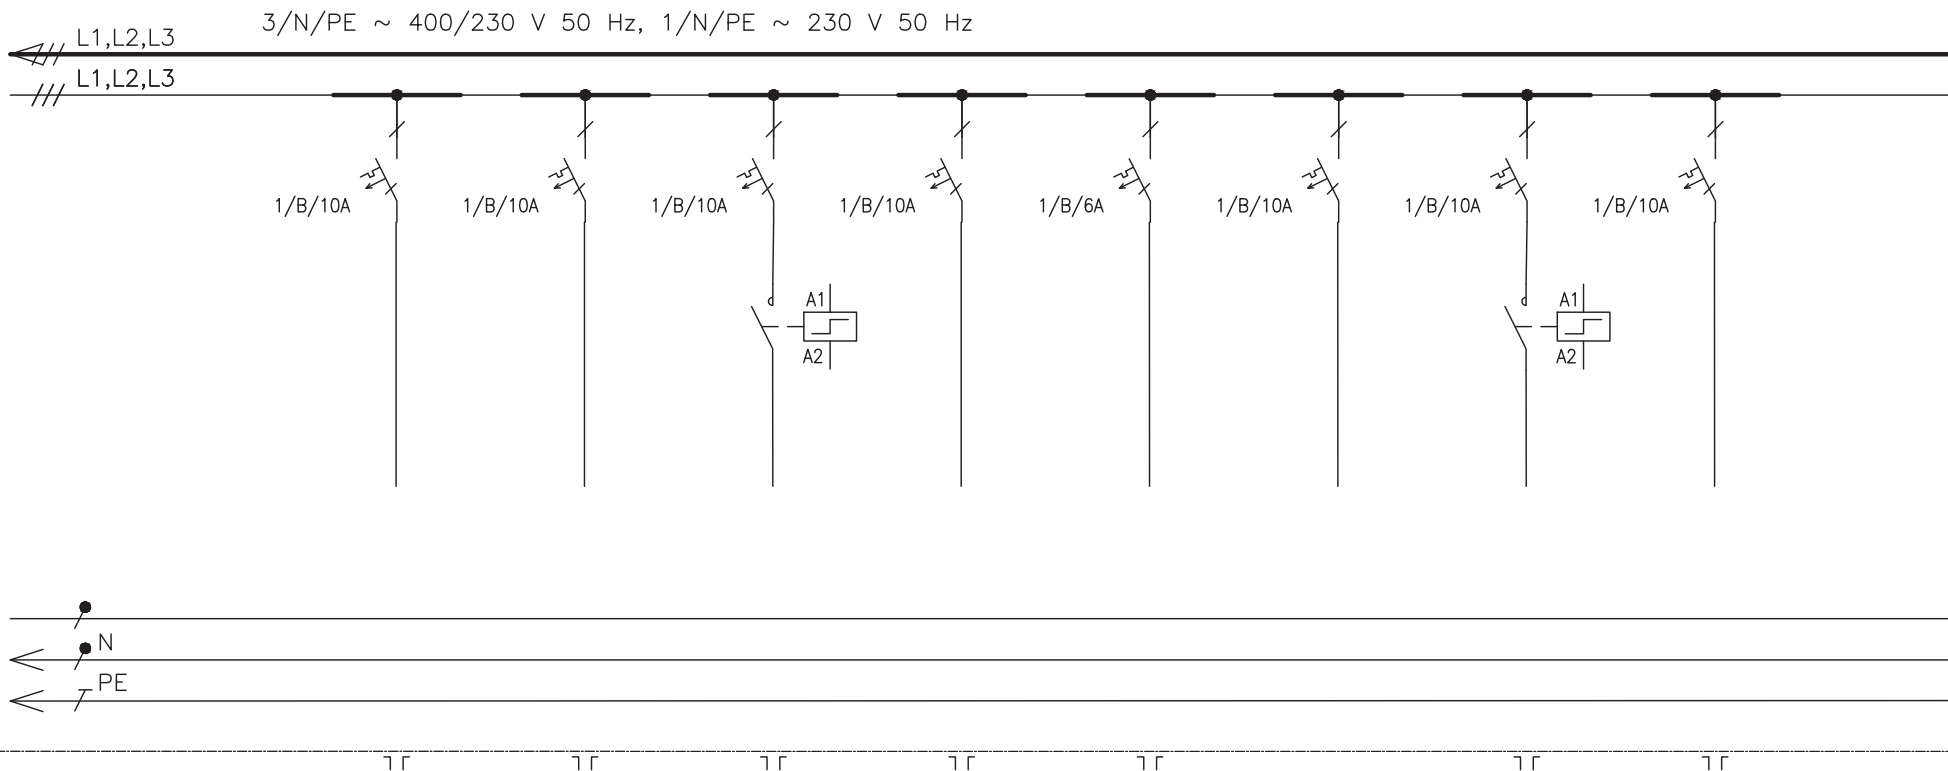 3/N/PE ~ 400/230 V 50 Hz, 1/N/PE ~ 230 V 50 Hz
L1,L2,L3
L1,L2,L3
1/B/10A 1/B/10A 1/B/10A 1/B/10A 1/B/6A 1/B/10A 1/B/10A 1/B/10A
A1 A1
A2 A2
N
PE